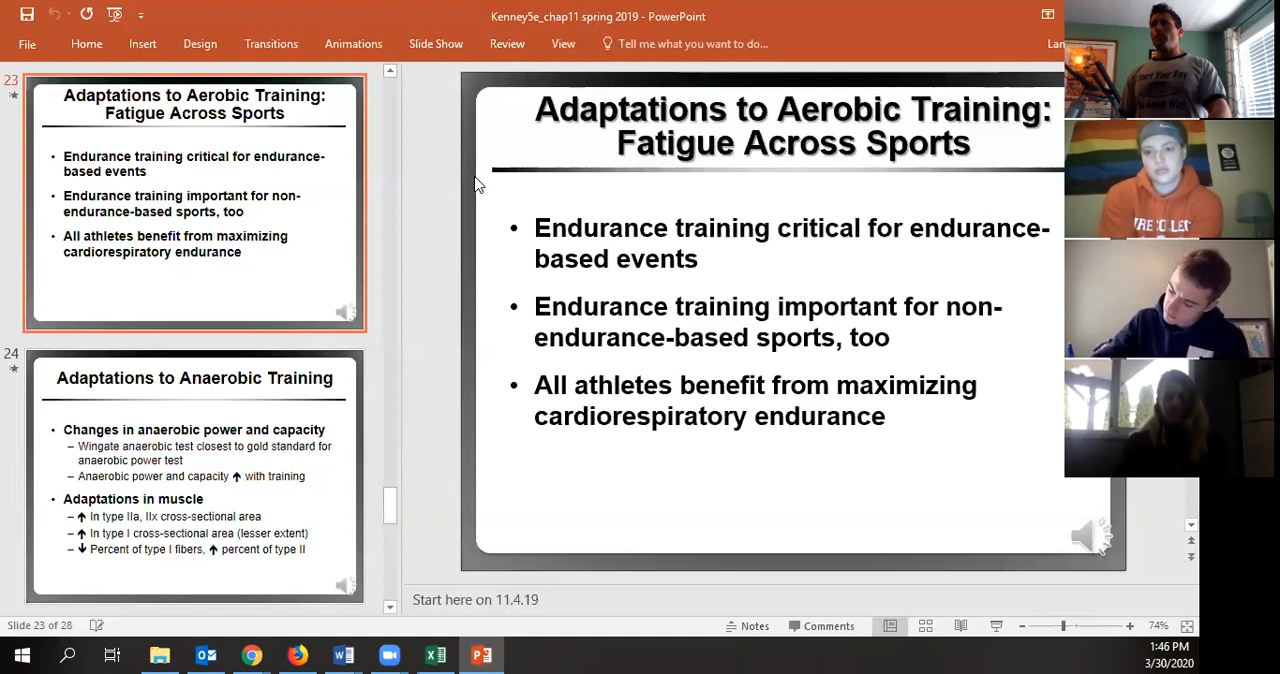 Kenney5e_chap11 spring 2019 - PowerPoint
File Home Insert Design Transitions Animations Slide Show Review View Tell me what you want to do...
23
Adaptations to Aerobic Training:
Fatigue Across Sports
• Endurance training critical for endurance-
based events
• Endurance training important for non-
endurance-based sports, too
• All athletes benefit from maximizing
cardiorespiratory endurance
24
Adaptations to Anaerobic Training
• Changes in anaerobic power and capacity
– Wingate anaerobic test closest to gold standard for
anaerobic power test
– Anaerobic power and capacity ↑ with training
• Adaptations in muscle
– ↑ In type IIa, IIx cross-sectional area
– ↑ In type I cross-sectional area (lesser extent)
– ↓ Percent of type I fibers, ↑ percent of type II
Adaptations to Aerobic Training:
Fatigue Across Sports
• Endurance training critical for endurance-
based events
• Endurance training important for non-
endurance-based sports, too
• All athletes benefit from maximizing
cardiorespiratory endurance
Start here on 11.4.19
Slide 23 of 28
Notes Comments 74%
1:46 PM
3/30/2020